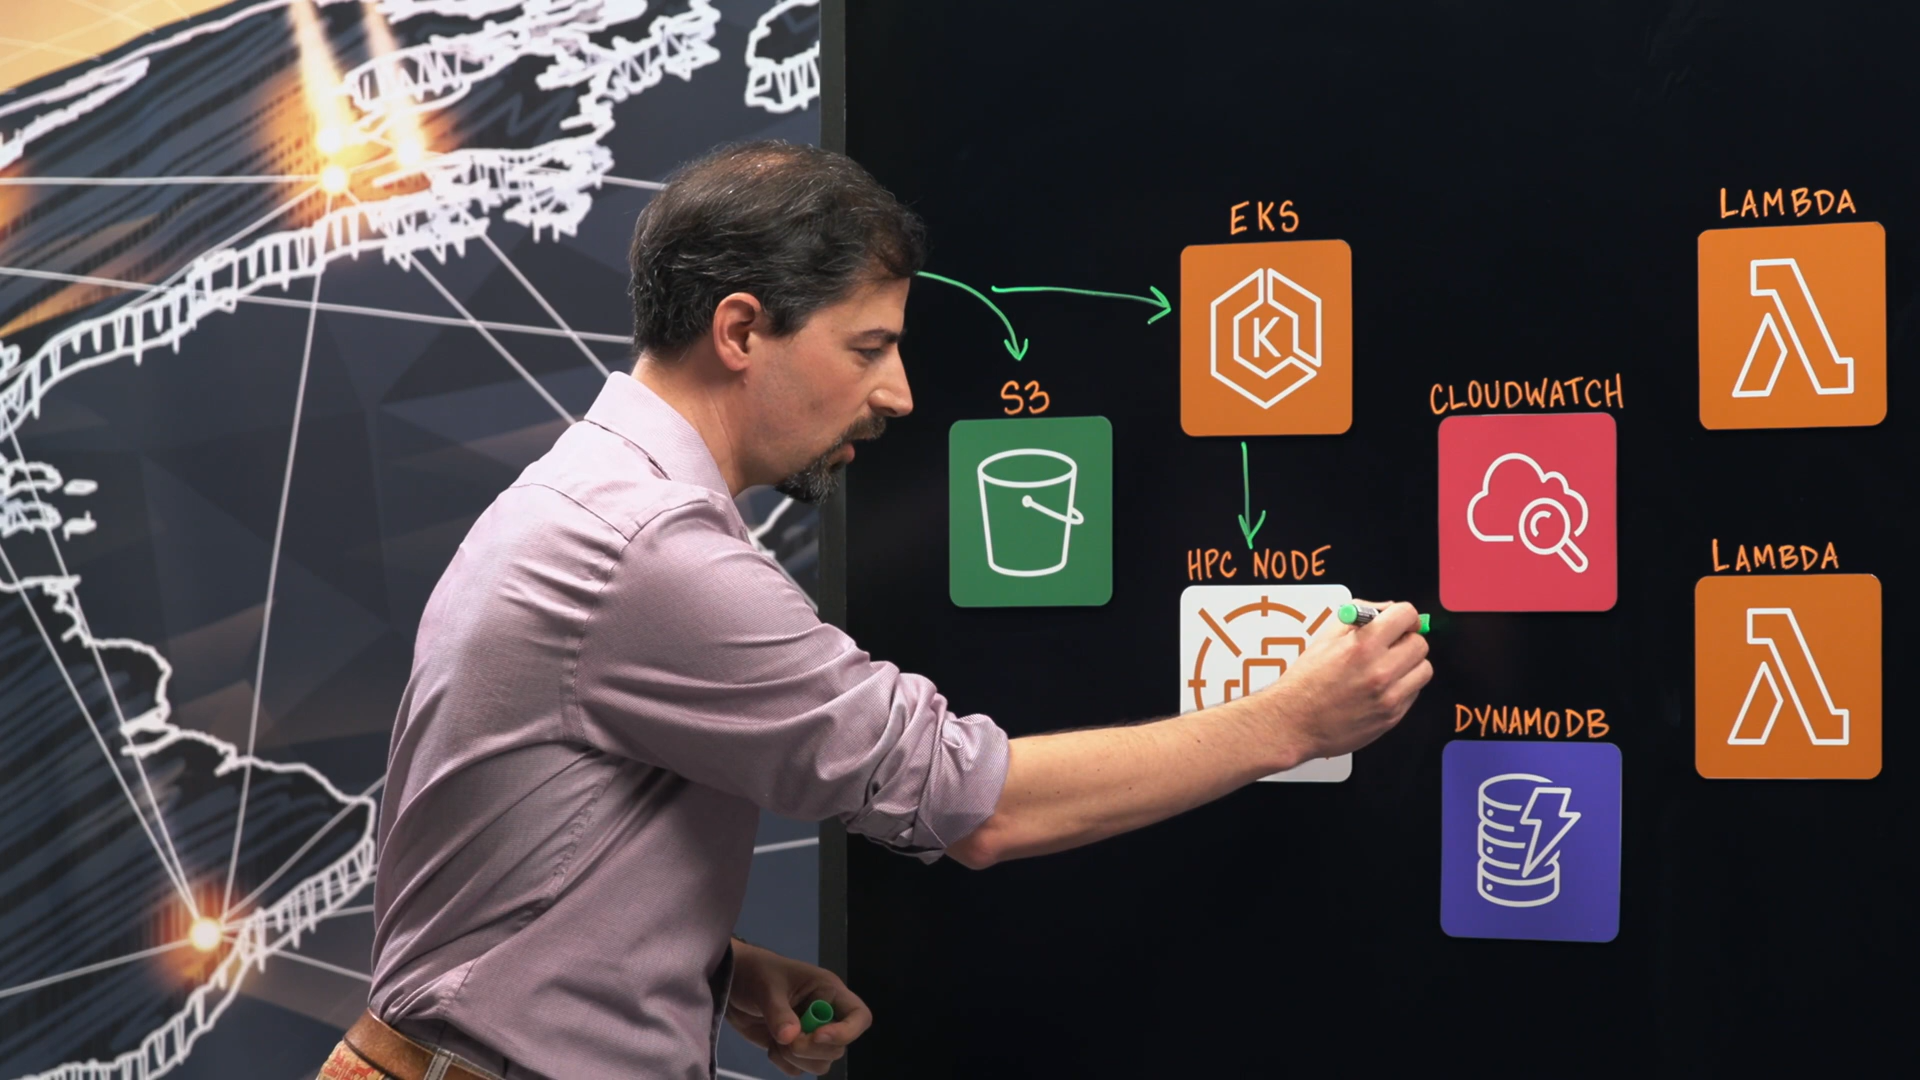 LAMBDA
EKS
CLOUDWATCH
S3
K
HPC NODE
LAMBDA
DYNAMODB